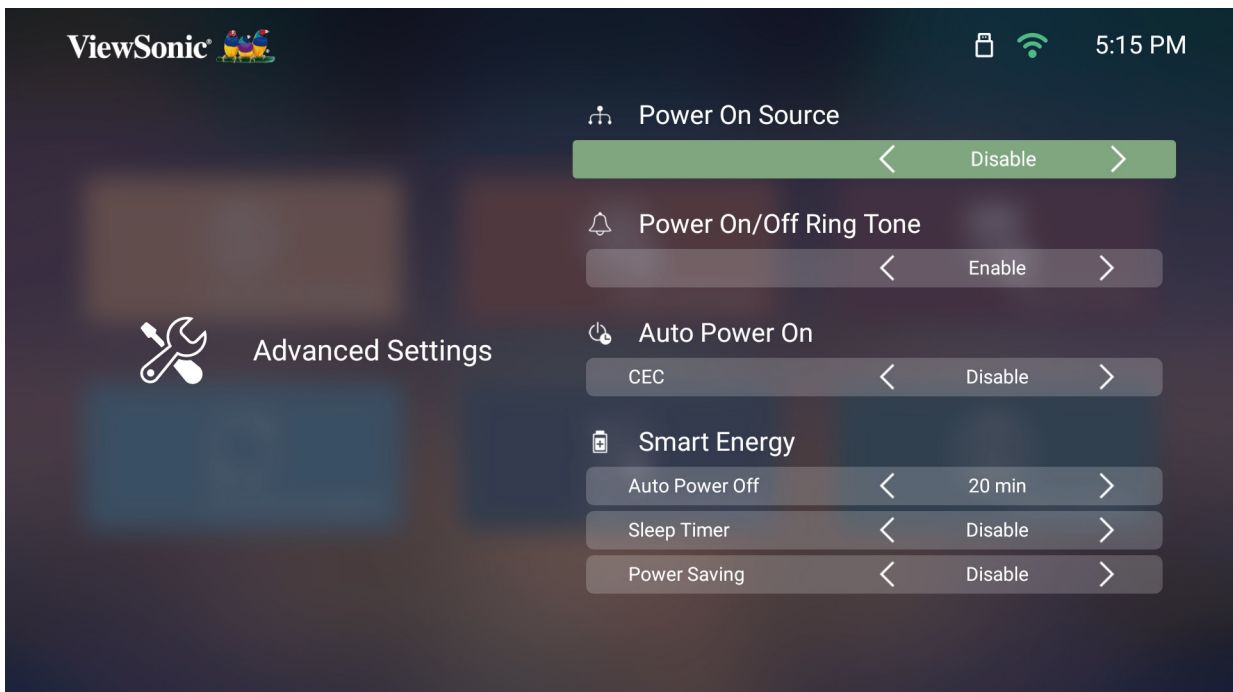 ViewSonic
5:15 PM
Power On Source
Disable
Power On/Off Ring Tone
Enable
Advanced Settings
Auto Power On
CEC Disable
Smart Energy
Auto Power Off 20 min
Sleep Timer Disable
Power Saving Disable